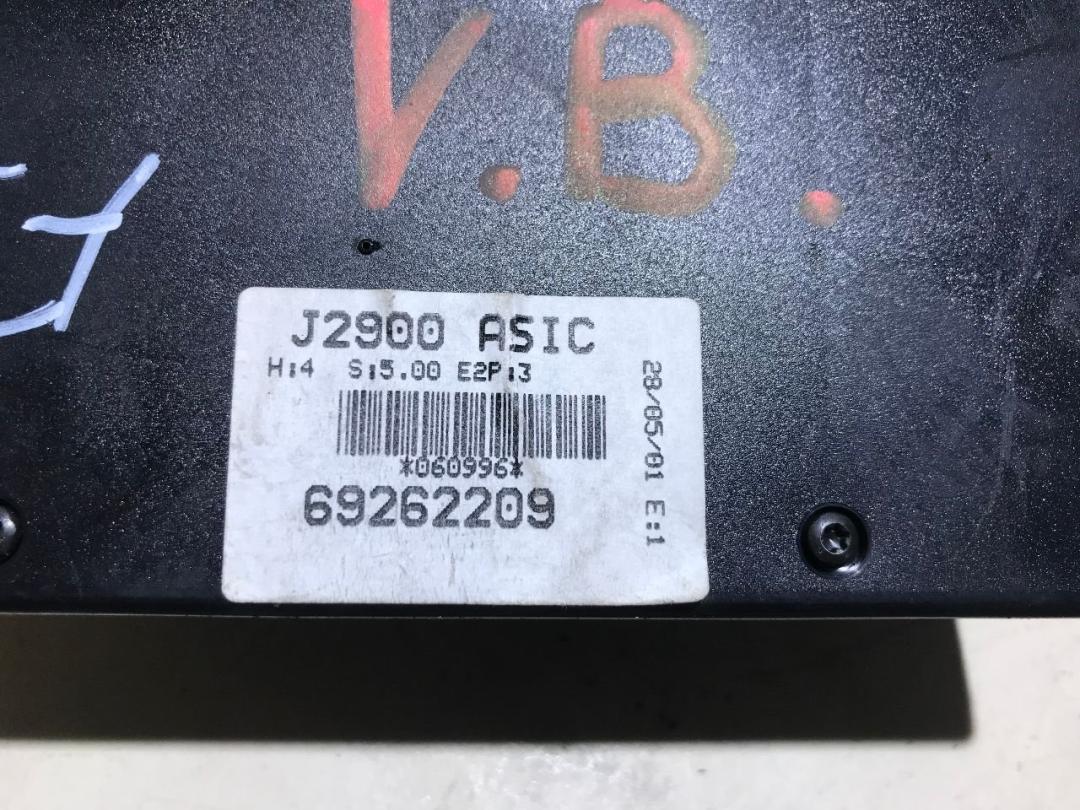 V.B.
J2900 ASIC
H:4 S:5.00 E2P:3
*060996*
69262209
28/05/01 E:1